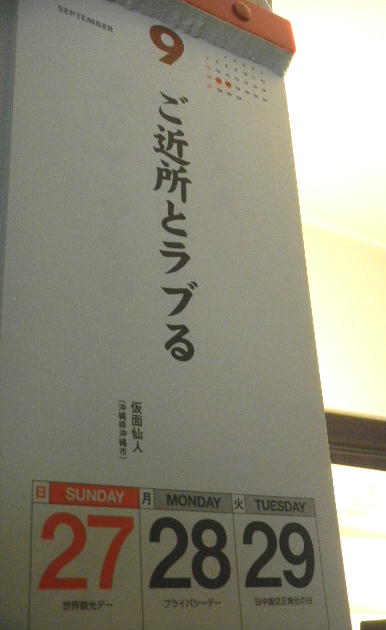 SEPTEMBER
9
ご近所とラブる
仮面仙人
(沖縄県沖縄市)
日 SUNDAY 月 MONDAY 火 TUESDAY
27 28 29
世界観光デー プライバシーデー 日中国交正常化の日